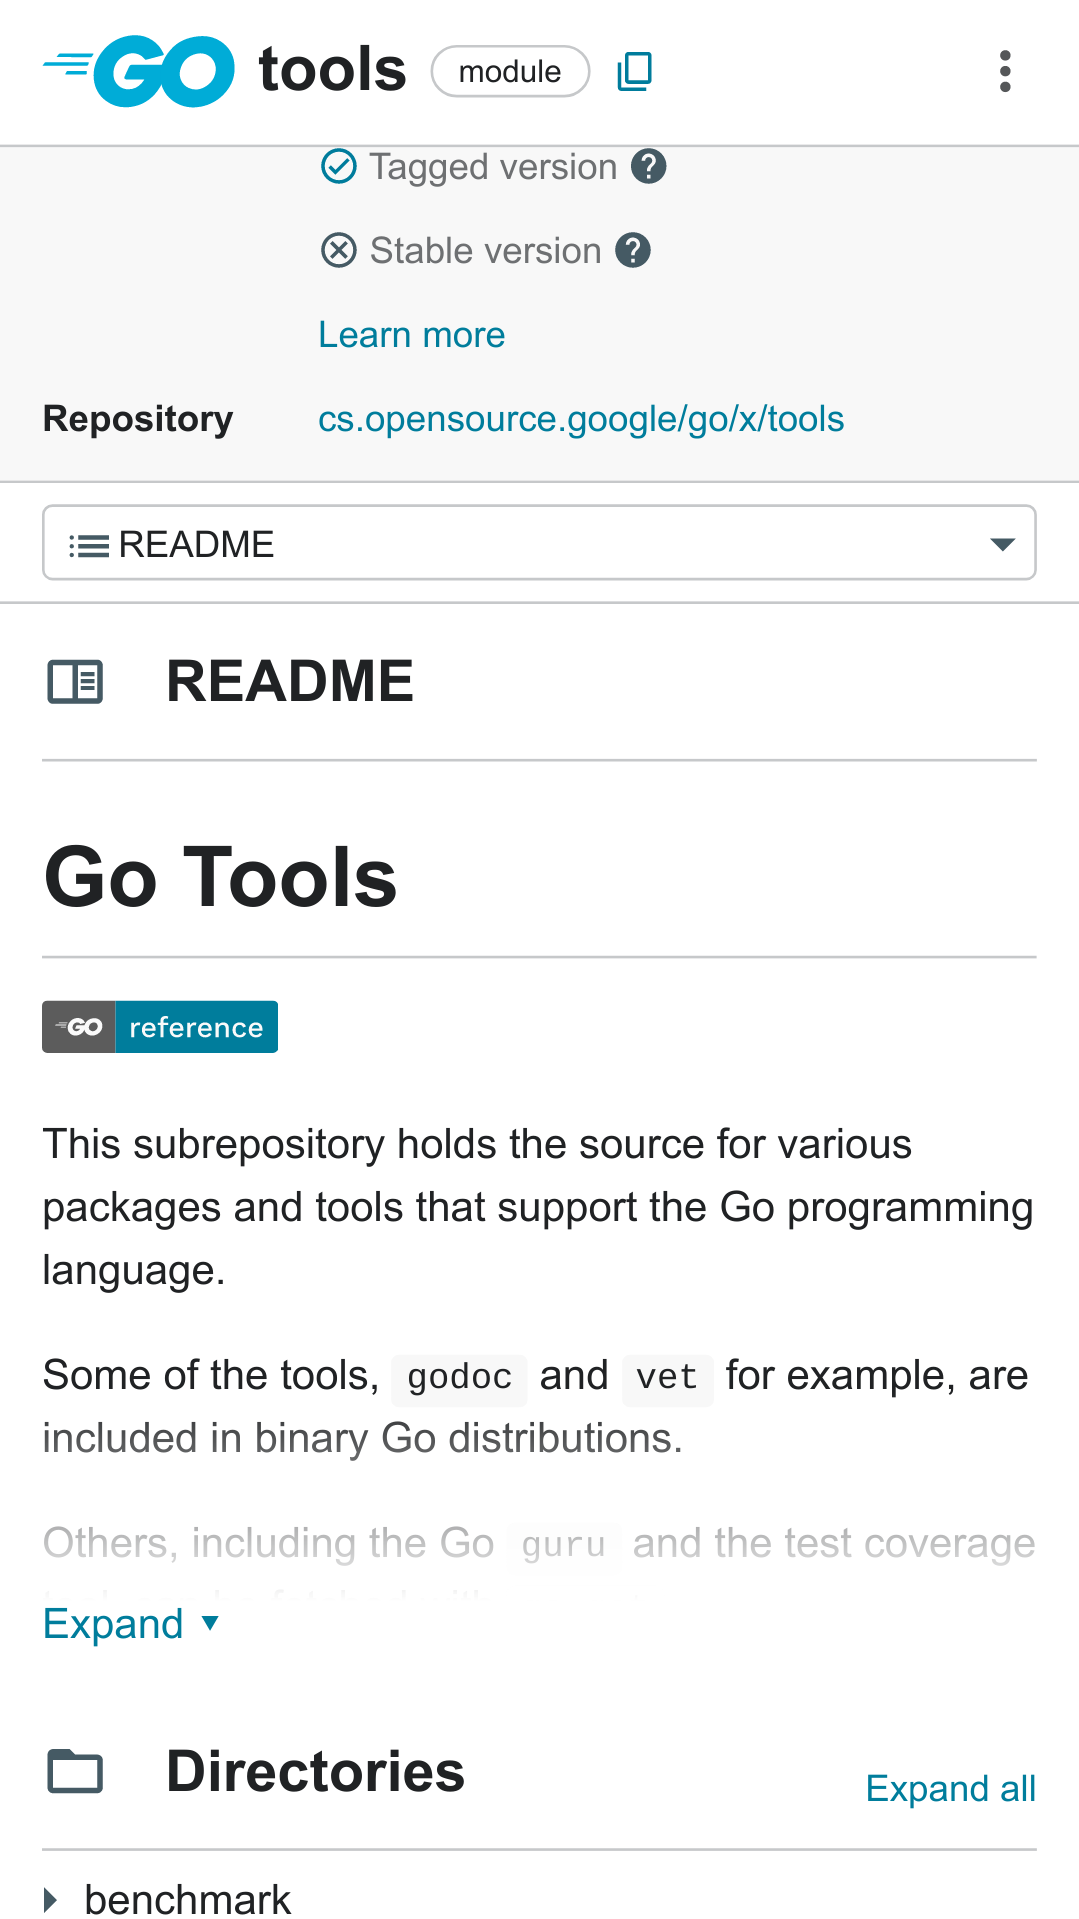 GO tools module
Tagged version ?
Stable version ?
Learn more
Repository cs.opensource.google/go/x/tools
README
README
Go Tools
GO reference
This subrepository holds the source for various
packages and tools that support the Go programming
language.
Some of the tools, godoc and vet for example, are
included in binary Go distributions.
Others, including the Go guru and the test coverage
Expand ▼
Directories
Expand all
benchmark